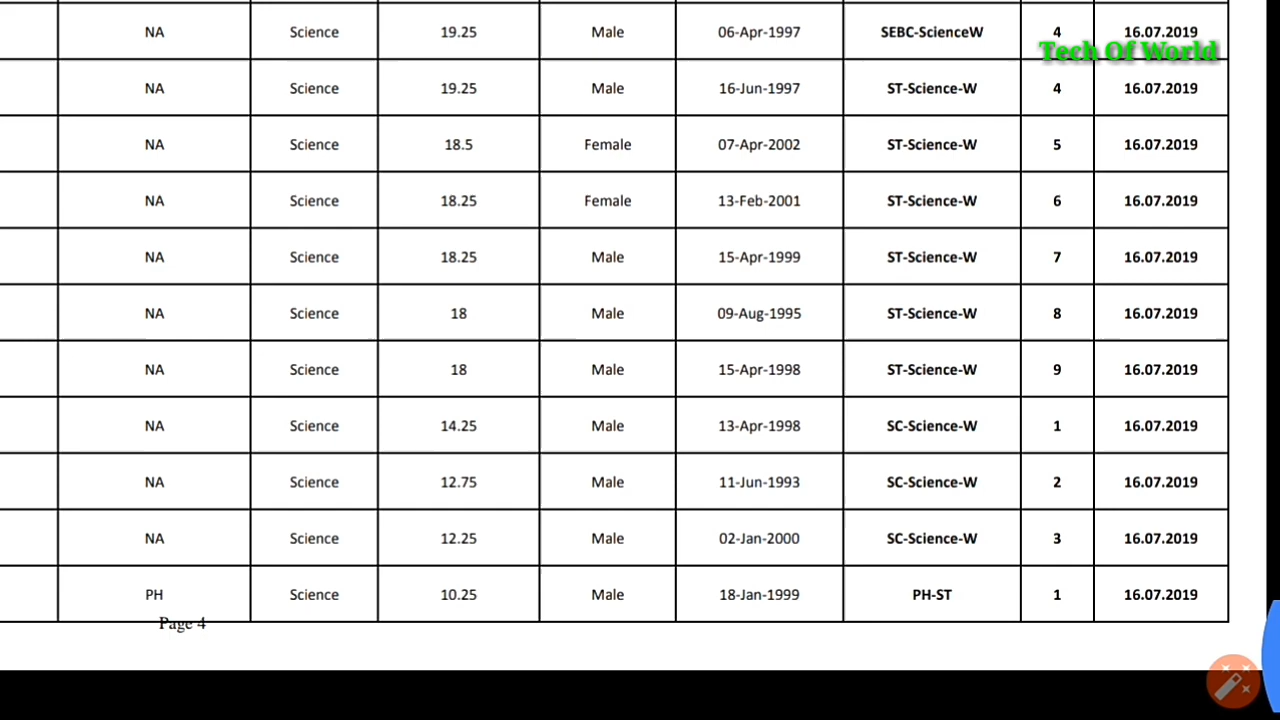 NA Science 19.25 Male 06-Apr-1997 SEBC-ScienceW 4 16.07.2019
Tech Of World
NA Science 19.25 Male 16-Jun-1997 ST-Science-W 4 16.07.2019
NA Science 18.5 Female 07-Apr-2002 ST-Science-W 5 16.07.2019
NA Science 18.25 Female 13-Feb-2001 ST-Science-W 6 16.07.2019
NA Science 18.25 Male 15-Apr-1999 ST-Science-W 7 16.07.2019
NA Science 18 Male 09-Aug-1995 ST-Science-W 8 16.07.2019
NA Science 18 Male 15-Apr-1998 ST-Science-W 9 16.07.2019
NA Science 14.25 Male 13-Apr-1998 SC-Science-W 1 16.07.2019
NA Science 12.75 Male 11-Jun-1993 SC-Science-W 2 16.07.2019
NA Science 12.25 Male 02-Jan-2000 SC-Science-W 3 16.07.2019
PH Science 10.25 Male 18-Jan-1999 PH-ST 1 16.07.2019
Page 4